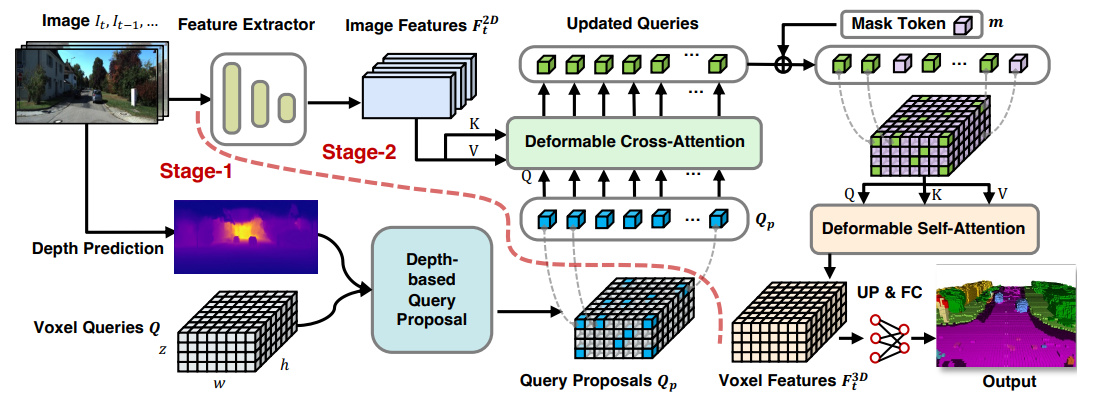 Image I_t, I_{t−1}, ...
Feature Extractor
Image Features F_t^{2D}
Updated Queries
Mask Token
m
...
...
...
K
V
Deformable Cross-Attention
Stage-1
Stage-2
Q
...
Q
K
V
... Q_p
Deformable Self-Attention
Depth Prediction
Depth-
based
Query
Proposal
Voxel Queries Q
z
w
h
UP & FC
Query Proposals Q_p
Voxel Features F_t^{3D}
Output